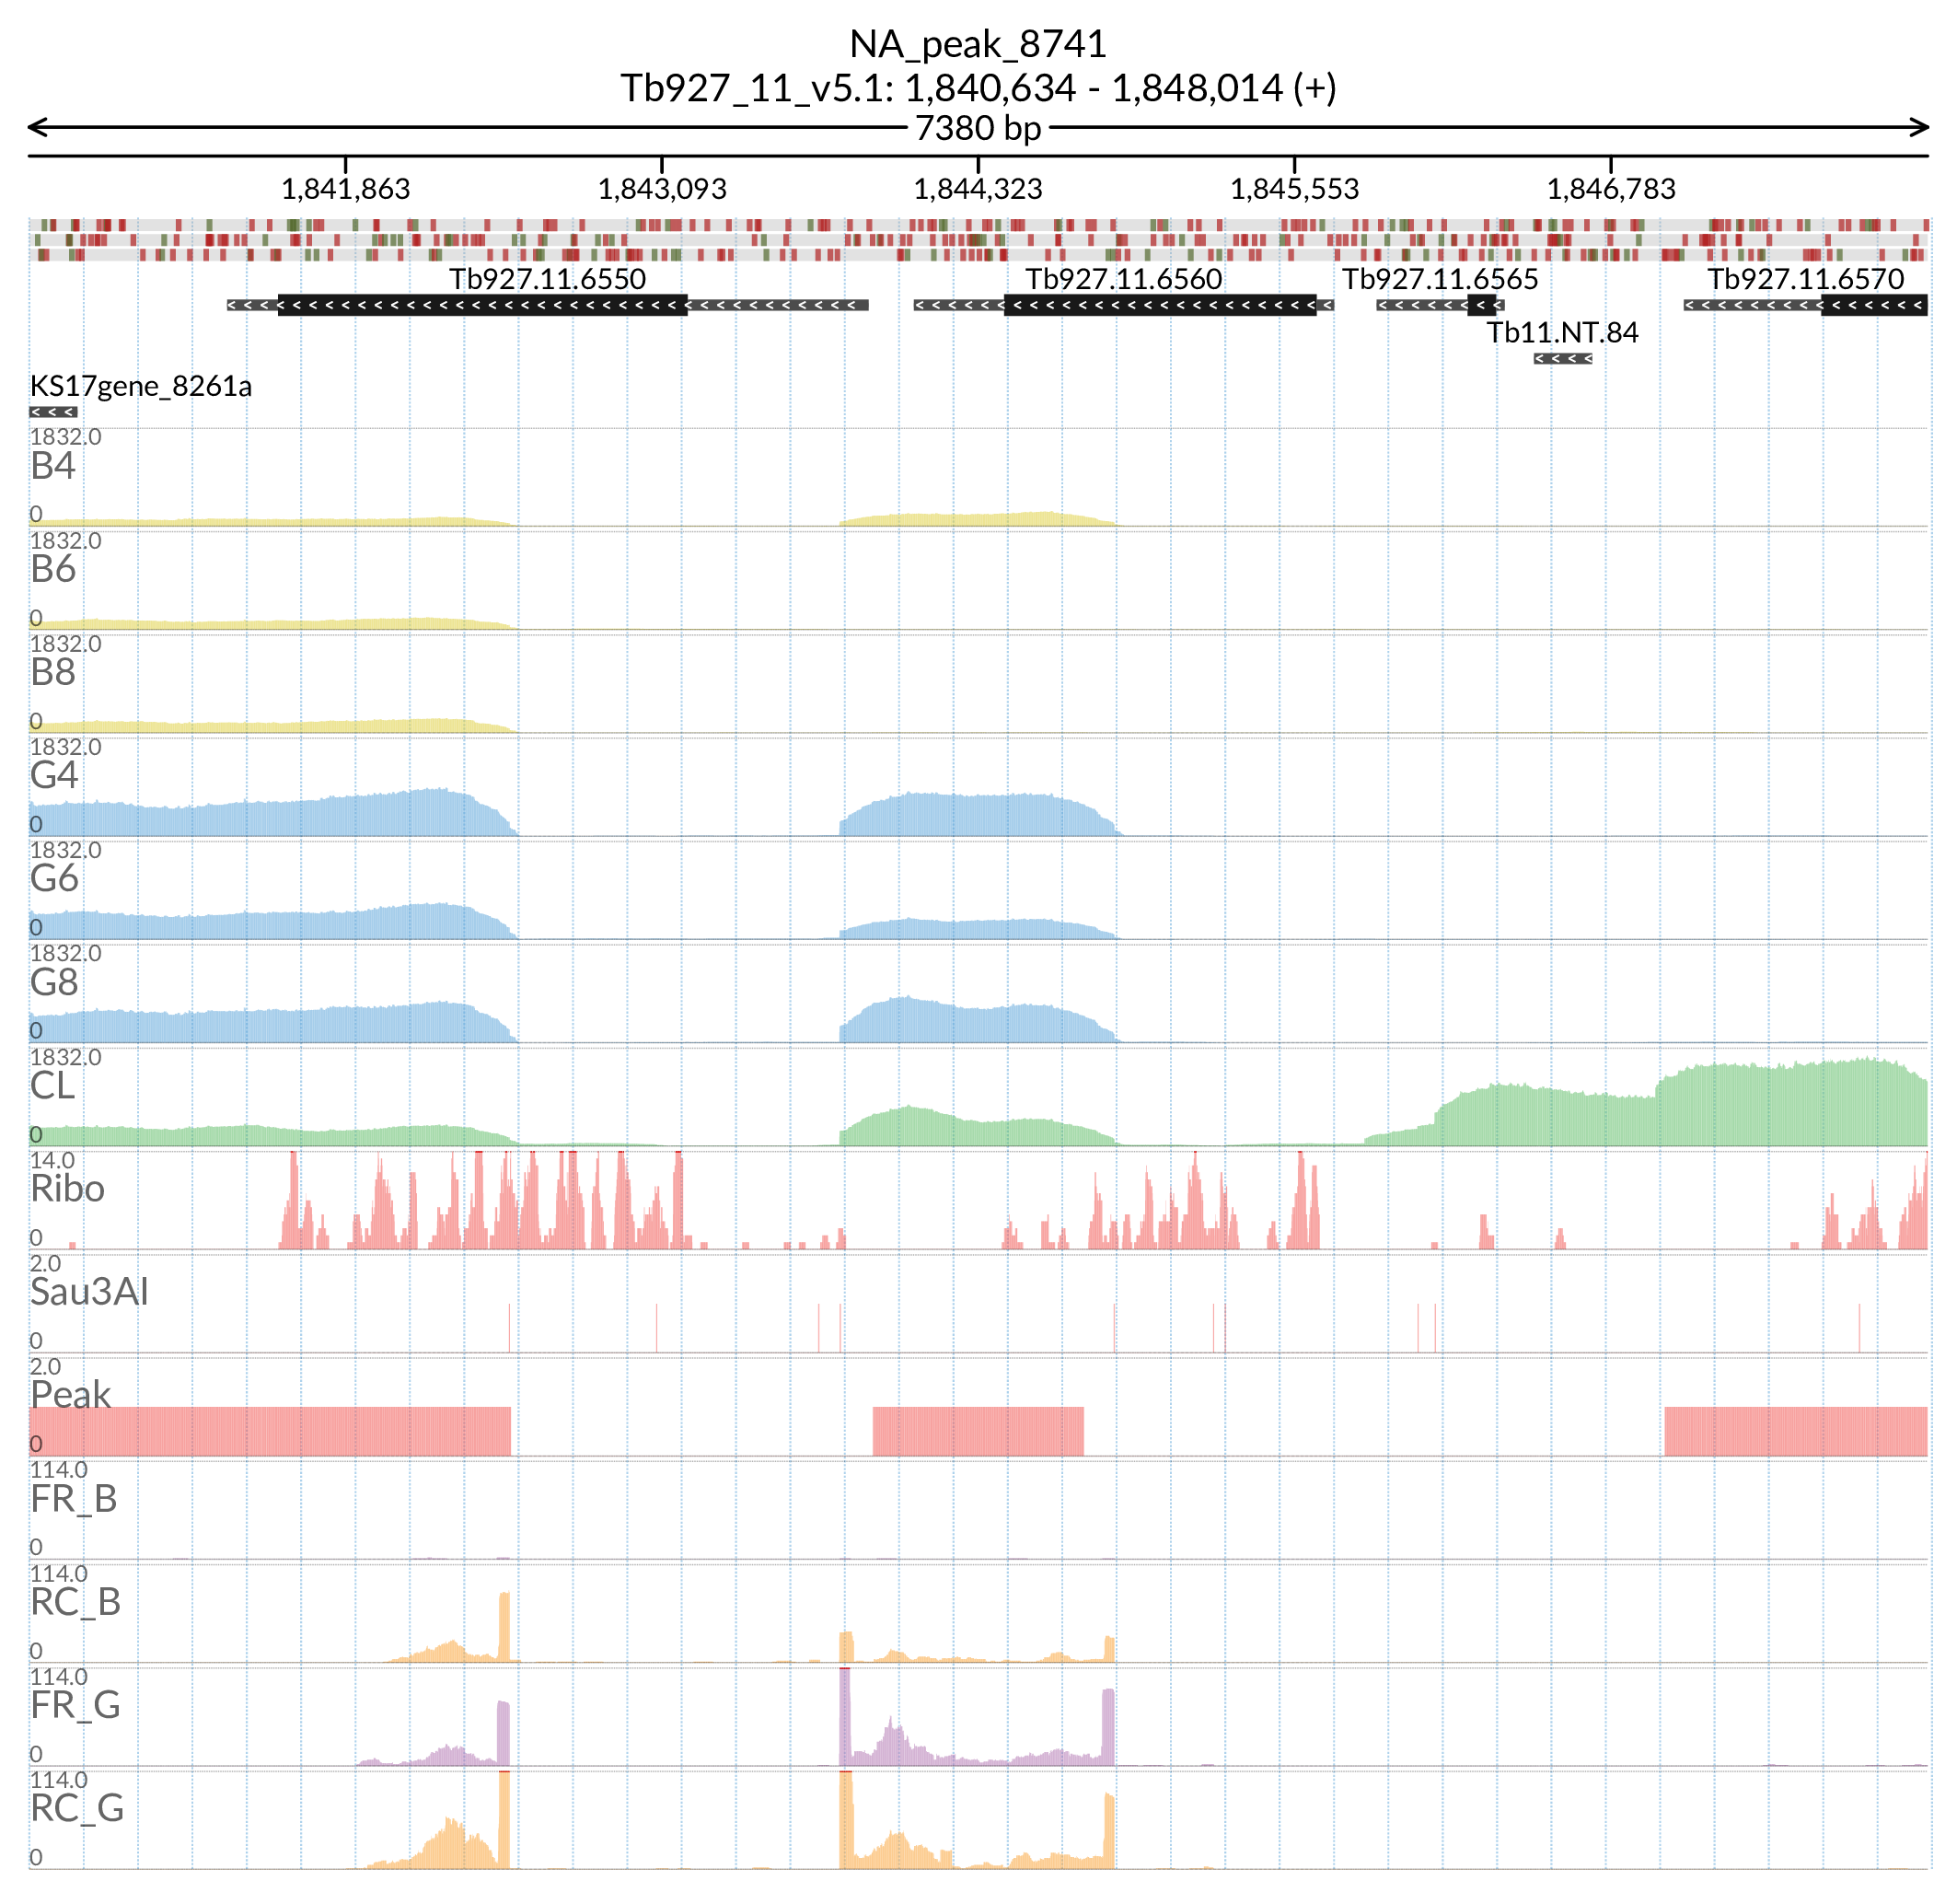 NA_peak_8741
Tb927_11_v5.1: 1,840,634 - 1,848,014 (+)
7380 bp
1,841,863 1,843,093 1,844,323 1,845,553 1,846,783
Tb927.11.6550 Tb927.11.6560 Tb927.11.6565 Tb927.11.6570
Tb11.NT.84
KS17gene_8261a
1832.0
B4
0
1832.0
B6
0
1832.0
B8
0
1832.0
G4
0
1832.0
G6
0
1832.0
G8
0
1832.0
CL
0
14.0
Ribo
0
2.0
Sau3AI
0
2.0
Peak
0
114.0
FR_B
0
114.0
RC_B
0
114.0
FR_G
0
114.0
RC_G
0